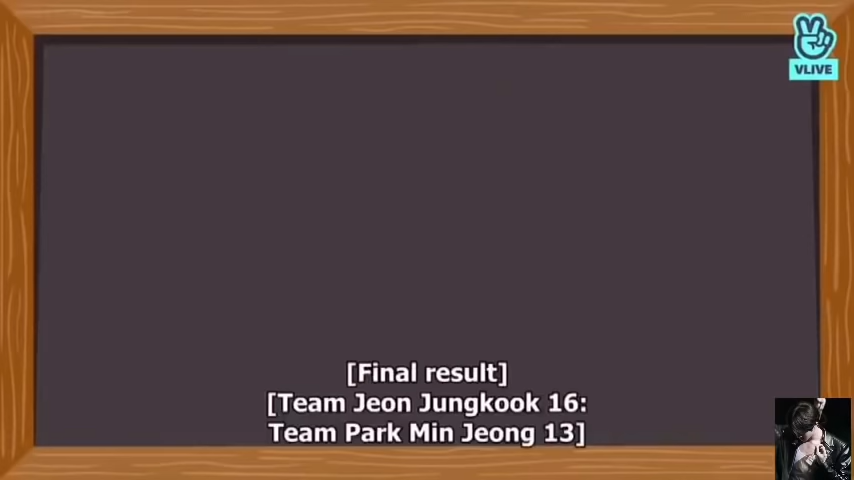 VLIVE
[Final result]
[Team Jeon Jungkook 16:
Team Park Min Jeong 13]